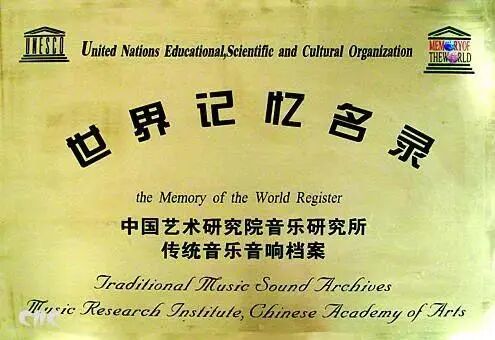 UNESCO
United Nations Educational,Scientific and Cultural Organization
MEMORY OF
THE WORLD
世界记忆名录
the Memory of the World Register
中国艺术研究院音乐研究所
传统音乐音响档案
Traditional Music Sound Archives
Music Research Institute, Chinese Academy of Arts